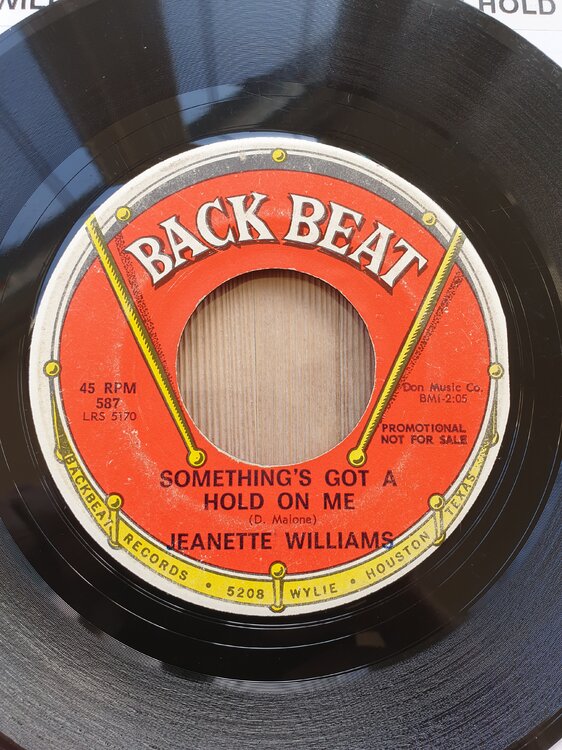 HOLD
BACK BEAT
45 RPM
587
LRS 5170
Don Music Co.
BMI-2:05
PROMOTIONAL
NOT FOR SALE
SOMETHING'S GOT A
HOLD ON ME
(D. Malone)
JEANETTE WILLIAMS
BACKBEAT RECORDS • 5208 WYLIE • HOUSTON TEXAS